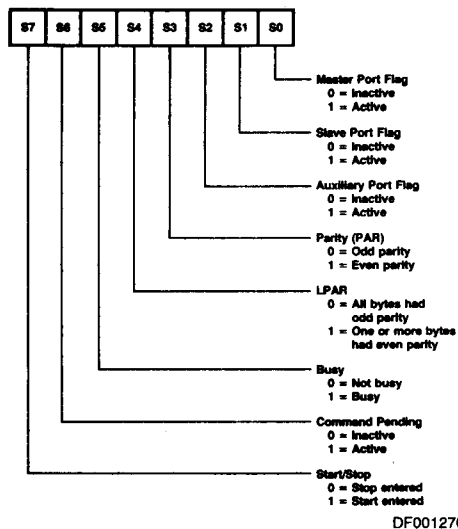 S7 S6 S5 S4 S3 S2 S1 S0
Master Port Flag
0 = Inactive
1 = Active
Slave Port Flag
0 = Inactive
1 = Active
Auxiliary Port Flag
0 = Inactive
1 = Active
Parity (PAR)
0 = Odd parity
1 = Even parity
LPAR
0 = All bytes had
odd parity
1 = One or more bytes
had even parity
Busy
0 = Not busy
1 = Busy
Command Pending
0 = Inactive
1 = Active
Start/Stop
0 = Stop entered
1 = Start entered
DF001270